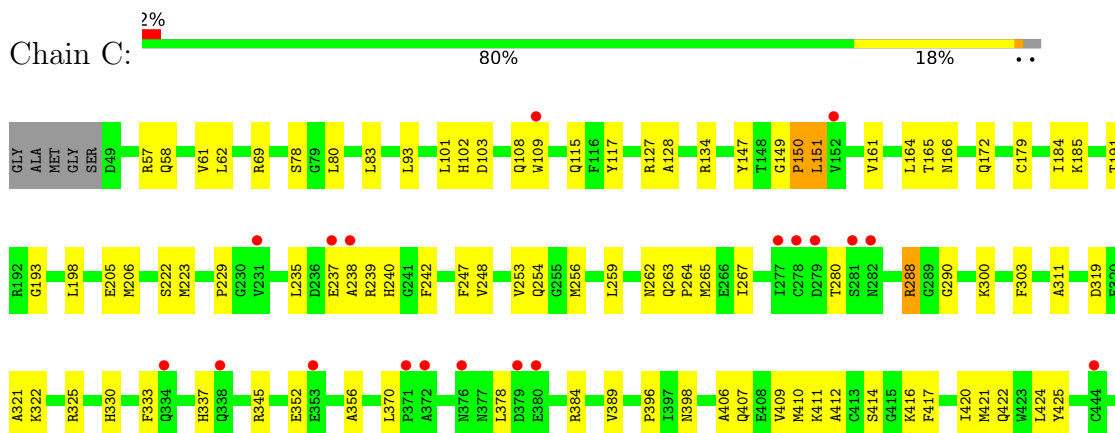 2%
Chain C:
80% 18% • •
GLY ALA MET GLY SER D49 R57 Q58 V61 L62 R69 S78 G79 L80 L83 L93 L101 H102 D103 Q108 W109 Q115 F116 Y117 R127 A128 R134 Y147 T148 G149 P150 L151 V152 V161 L164 T165 N166 Q172 C179 I184 K185 T191
R192 G193 L198 E205 M206 S222 M223 P229 G230 V231 L235 D236 E237 A238 R239 H240 G241 F242 F247 V248 V253 Q254 G255 M256 L259 N262 Q263 P264 M265 E266 I267 I277 C278 D279 T280 S281 N282 R288 G289 G290 K300 F303 A311 D319 E320
A321 K322 R325 H330 F333 Q334 H337 Q338 R345 E352 E353 A356 L370 P371 A372 N376 N377 L378 D379 E380 R384 V389 P396 I397 N398 A406 Q407 E408 V409 M410 K411 A412 C413 S414 G415 K416 F417 I420 M421 Q422 W423 L424 Y425 C444